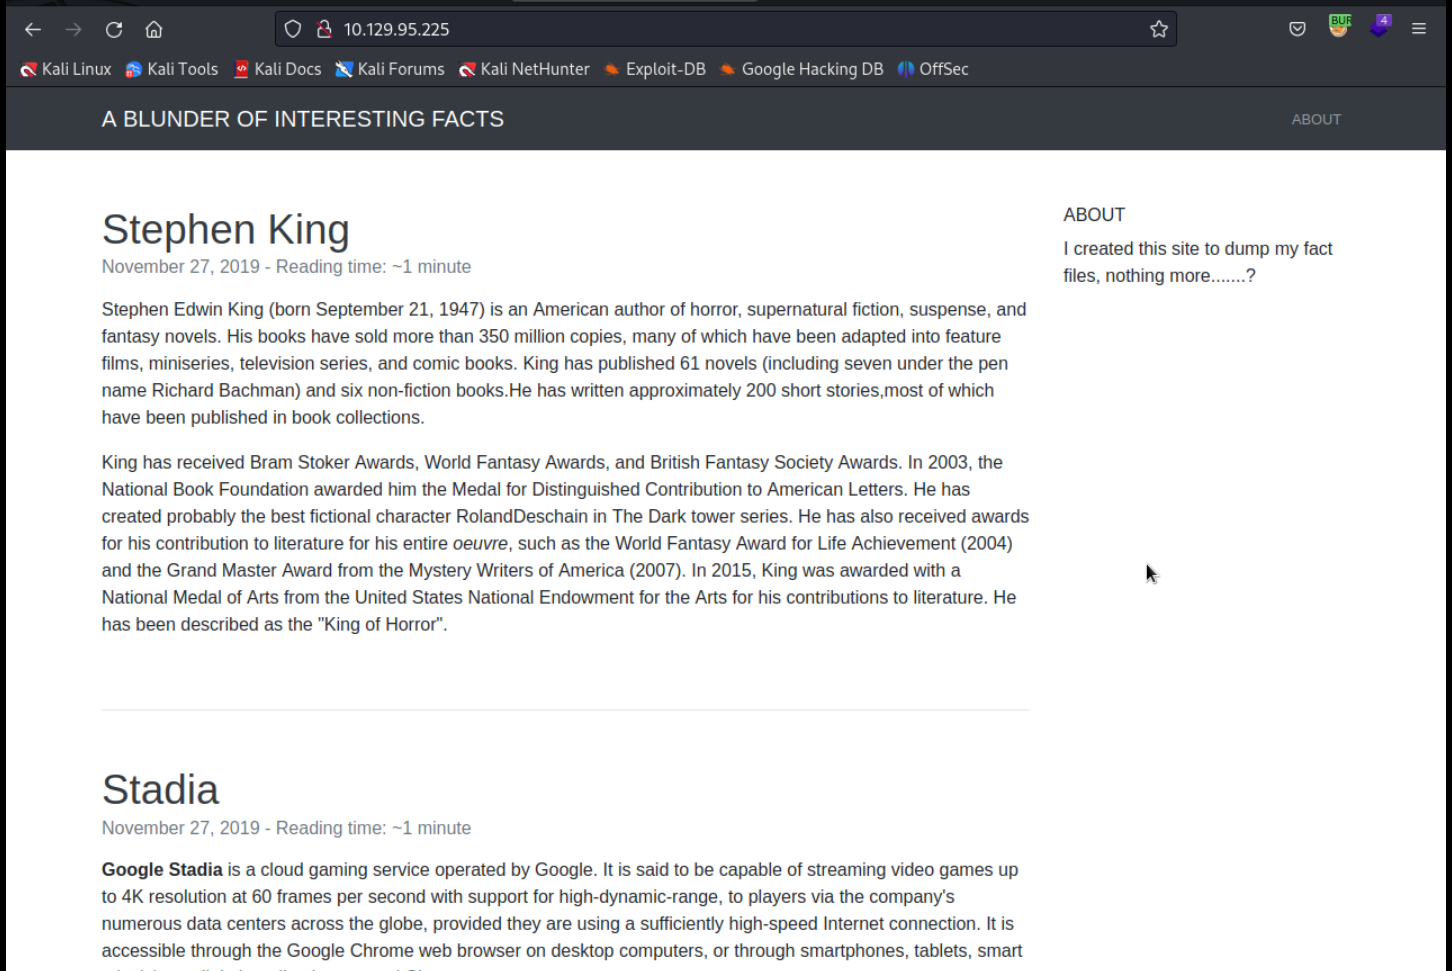 10.129.95.225
BUR
4
Kali Linux
Kali Tools
Kali Docs
Kali Forums
Kali NetHunter
Exploit-DB
Google Hacking DB
OffSec
A BLUNDER OF INTERESTING FACTS
ABOUT
Stephen King
November 27, 2019 - Reading time: ~1 minute
Stephen Edwin King (born September 21, 1947) is an American author of horror, supernatural fiction, suspense, and
fantasy novels. His books have sold more than 350 million copies, many of which have been adapted into feature
films, miniseries, television series, and comic books. King has published 61 novels (including seven under the pen
name Richard Bachman) and six non-fiction books.He has written approximately 200 short stories,most of which
have been published in book collections.
King has received Bram Stoker Awards, World Fantasy Awards, and British Fantasy Society Awards. In 2003, the
National Book Foundation awarded him the Medal for Distinguished Contribution to American Letters. He has
created probably the best fictional character RolandDeschain in The Dark tower series. He has also received awards
for his contribution to literature for his entire oeuvre, such as the World Fantasy Award for Life Achievement (2004)
and the Grand Master Award from the Mystery Writers of America (2007). In 2015, King was awarded with a
National Medal of Arts from the United States National Endowment for the Arts for his contributions to literature. He
has been described as the "King of Horror".
ABOUT
I created this site to dump my fact
files, nothing more.......?
Stadia
November 27, 2019 - Reading time: ~1 minute
Google Stadia is a cloud gaming service operated by Google. It is said to be capable of streaming video games up
to 4K resolution at 60 frames per second with support for high-dynamic-range, to players via the company's
numerous data centers across the globe, provided they are using a sufficiently high-speed Internet connection. It is
accessible through the Google Chrome web browser on desktop computers, or through smartphones, tablets, smart